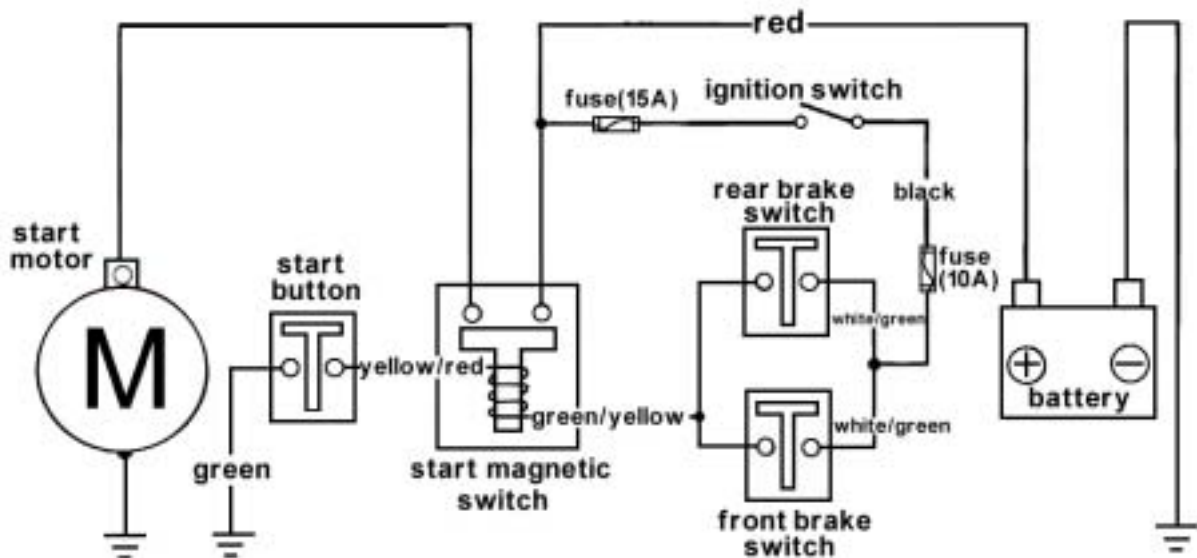 red
fuse(15A)
ignition switch
rear brake
switch
black
start
motor
start
button
fuse
(10A)
white/green
M
yellow/red
+
−
battery
green/yellow
white/green
green
start magnetic
switch
front brake
switch